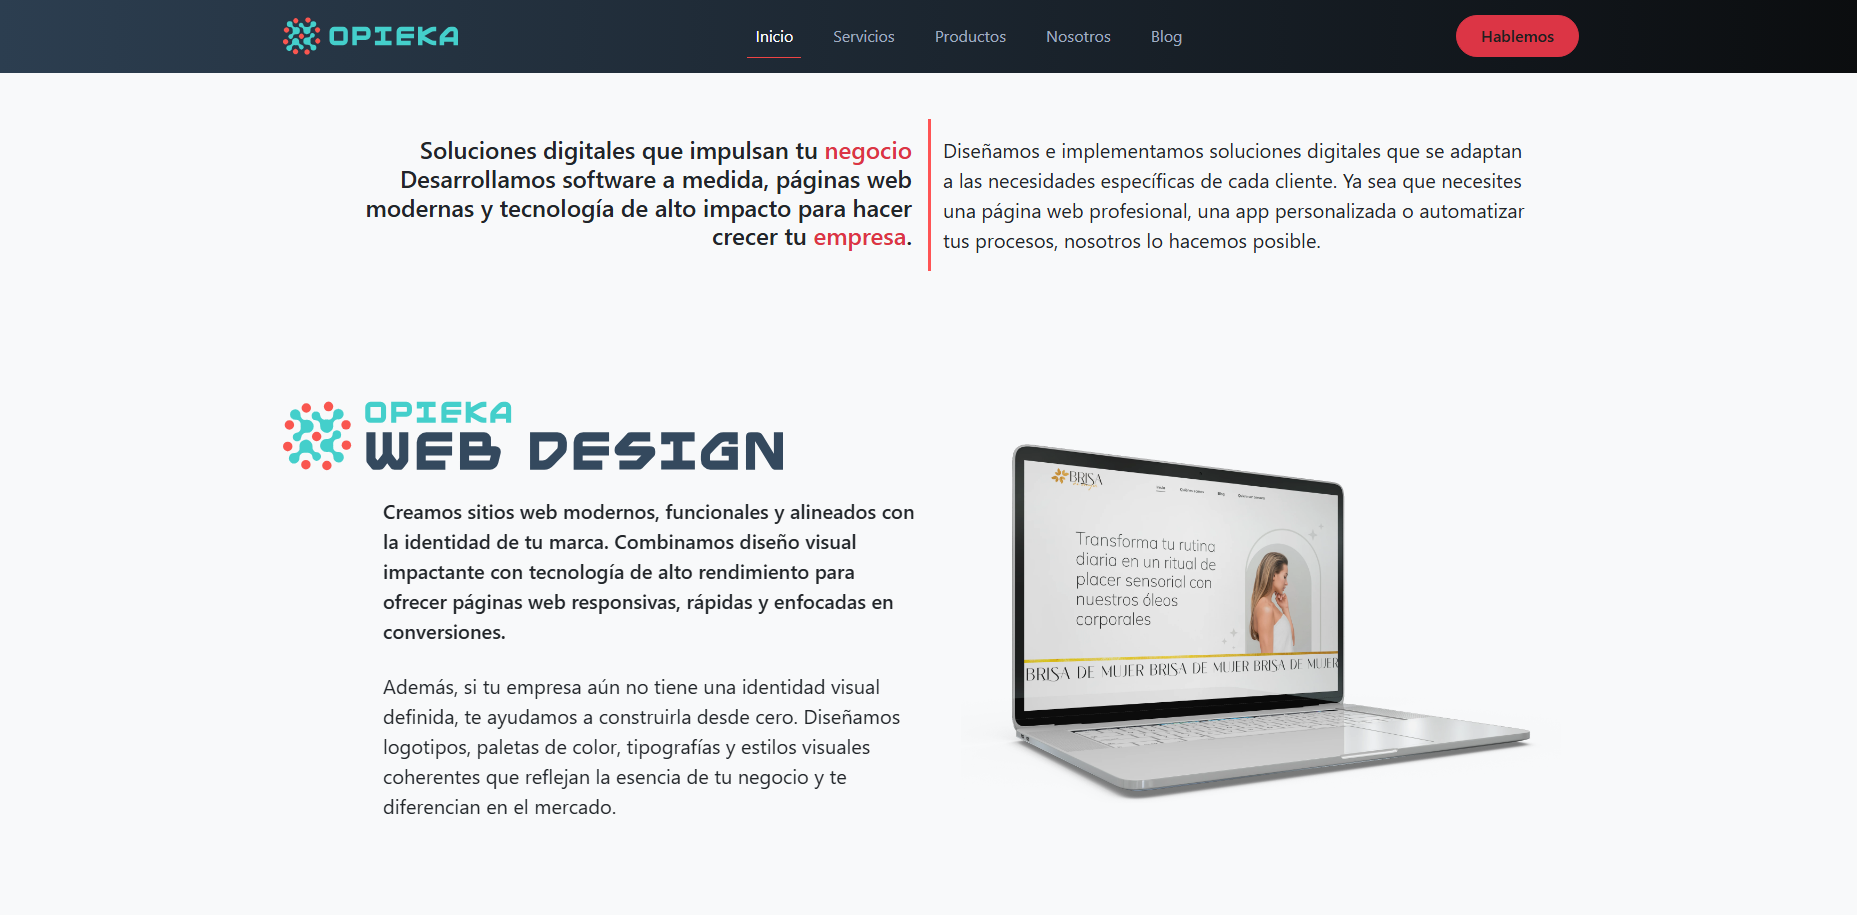 OPIEKA
Inicio
Servicios
Productos
Nosotros
Blog
Hablemos
Soluciones digitales que impulsan tu negocio
Desarrollamos software a medida, páginas web
modernas y tecnología de alto impacto para hacer
crecer tu empresa.
Diseñamos e implementamos soluciones digitales que se adaptan
a las necesidades específicas de cada cliente. Ya sea que necesites
una página web profesional, una app personalizada o automatizar
tus procesos, nosotros lo hacemos posible.
OPIEKA
WEB DESIGN
Creamos sitios web modernos, funcionales y alineados con
la identidad de tu marca. Combinamos diseño visual
impactante con tecnología de alto rendimiento para
ofrecer páginas web responsivas, rápidas y enfocadas en
conversiones.
Además, si tu empresa aún no tiene una identidad visual
definida, te ayudamos a construirla desde cero. Diseñamos
logotipos, paletas de color, tipografías y estilos visuales
coherentes que reflejan la esencia de tu negocio y te
diferencian en el mercado.
BRISA
Inicio
Blog
Transforma tu rutina
diaria en un ritual de
placer sensorial con
nuestros óleos
corporales
BRISA DE MUJER BRISA DE MUJER BRISA DE MUJER